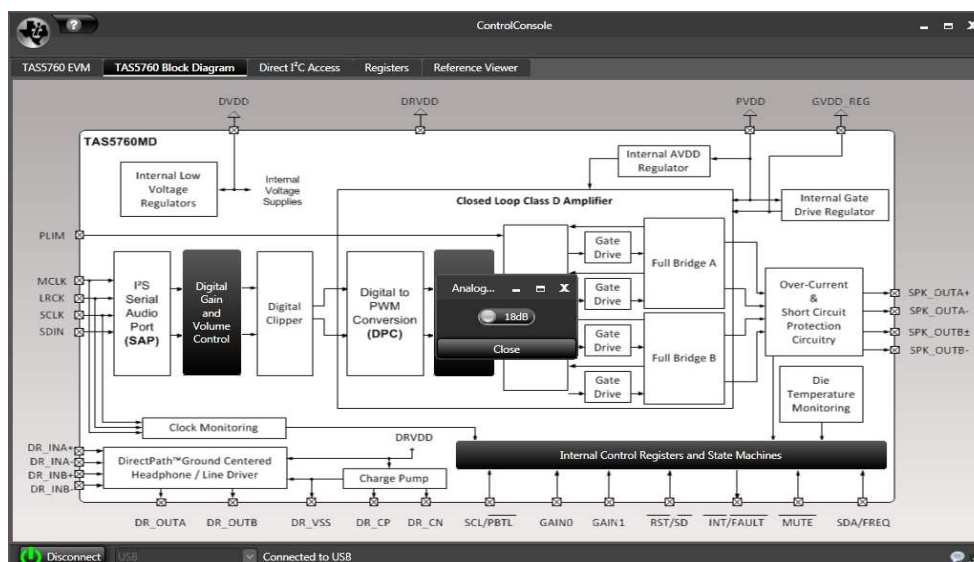 ControlConsole
?
TAS5760 EVM
TAS5760 Block Diagram
Direct I²C Access
Registers
Reference Viewer
DVDD
DRVDD
PVDD
GVDD_REG
TAS5760MD
Internal Low
Voltage
Regulators
Internal
Voltage
Supplies
Internal AVDD
Regulator
Closed Loop Class D Amplifier
Internal Gate
Drive Regulator
PLIM
MCLK
LRCK
SCLK
SDIN
I²S
Serial
Audio
Port
(SAP)
Digital
Gain
and
Volume
Control
Digital
Clipper
Digital to
PWM
Conversion
(DPC)
Analog...
X
18dB
Close
Gate
Drive
Gate
Drive
Gate
Drive
Gate
Drive
Full Bridge A
Full Bridge B
Over-Current
&
Short Circuit
Protection
Circuitry
SPK_OUTA+
SPK_OUTA-
SPK_OUTB±
SPK_OUTB-
Die
Temperature
Monitoring
Clock Monitoring
DRVDD
Internal Control Registers and State Machines
DR_INA+
DR_INA-
DR_INB+
DR_INB-
DirectPath™Ground Centered
Headphone / Line Driver
Charge Pump
DR_OUTA
DR_OUTB
DR_VSS
DR_CP
DR_CN
SCL/PBTL
GAIN0
GAIN1
RST/SD
INT/FAULT
MUTE
SDA/FREQ
Disconnect
USB
Connected to USB